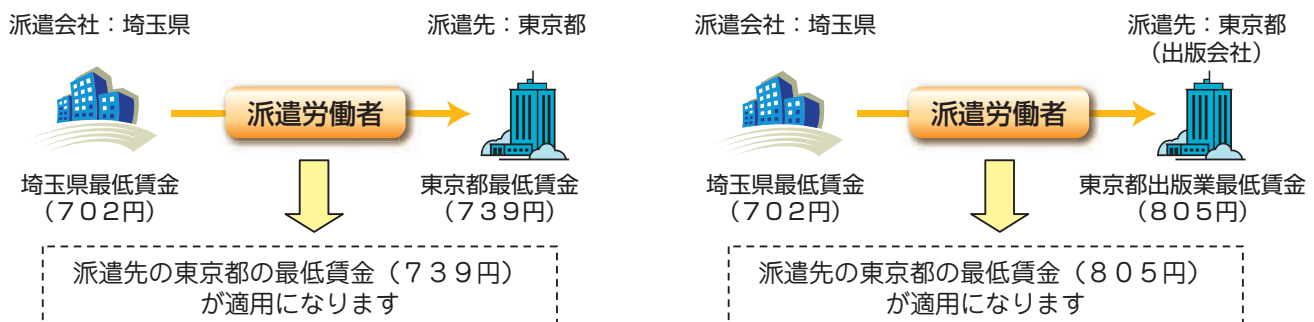 派遣会社：埼玉県
派遣先：東京都
派遣労働者
埼玉県最低賃金
（７０２円）
東京都最低賃金
（７３９円）
派遣先の東京都の最低賃金（７３９円）
が適用になります
派遣会社：埼玉県
派遣先：東京都
（出版会社）
派遣労働者
埼玉県最低賃金
（７０２円）
東京都出版業最低賃金
（８０５円）
派遣先の東京都の最低賃金（８０５円）
が適用になります